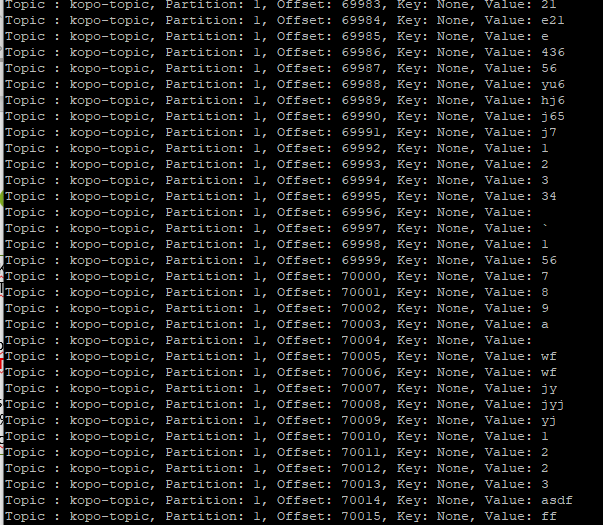 Topic : kopo-topic, Partition: 1, Offset: 69983, Key: None, Value: 21
Topic : kopo-topic, Partition: 1, Offset: 69984, Key: None, Value: e21
Topic : kopo-topic, Partition: 1, Offset: 69985, Key: None, Value: e
Topic : kopo-topic, Partition: 1, Offset: 69986, Key: None, Value: 436
Topic : kopo-topic, Partition: 1, Offset: 69987, Key: None, Value: 56
Topic : kopo-topic, Partition: 1, Offset: 69988, Key: None, Value: yu6
Topic : kopo-topic, Partition: 1, Offset: 69989, Key: None, Value: hj6
Topic : kopo-topic, Partition: 1, Offset: 69990, Key: None, Value: j65
Topic : kopo-topic, Partition: 1, Offset: 69991, Key: None, Value: j7
Topic : kopo-topic, Partition: 1, Offset: 69992, Key: None, Value: 1
Topic : kopo-topic, Partition: 1, Offset: 69993, Key: None, Value: 2
Topic : kopo-topic, Partition: 1, Offset: 69994, Key: None, Value: 3
Topic : kopo-topic, Partition: 1, Offset: 69995, Key: None, Value: 34
Topic : kopo-topic, Partition: 1, Offset: 69996, Key: None, Value:
Topic : kopo-topic, Partition: 1, Offset: 69997, Key: None, Value: `
Topic : kopo-topic, Partition: 1, Offset: 69998, Key: None, Value: 1
Topic : kopo-topic, Partition: 1, Offset: 69999, Key: None, Value: 56
Topic : kopo-topic, Partition: 1, Offset: 70000, Key: None, Value: 7
Topic : kopo-topic, Partition: 1, Offset: 70001, Key: None, Value: 8
Topic : kopo-topic, Partition: 1, Offset: 70002, Key: None, Value: 9
Topic : kopo-topic, Partition: 1, Offset: 70003, Key: None, Value: a
Topic : kopo-topic, Partition: 1, Offset: 70004, Key: None, Value:
Topic : kopo-topic, Partition: 1, Offset: 70005, Key: None, Value: wf
Topic : kopo-topic, Partition: 1, Offset: 70006, Key: None, Value: wf
Topic : kopo-topic, Partition: 1, Offset: 70007, Key: None, Value: jy
Topic : kopo-topic, Partition: 1, Offset: 70008, Key: None, Value: jyj
Topic : kopo-topic, Partition: 1, Offset: 70009, Key: None, Value: yj
Topic : kopo-topic, Partition: 1, Offset: 70010, Key: None, Value: 1
Topic : kopo-topic, Partition: 1, Offset: 70011, Key: None, Value: 2
Topic : kopo-topic, Partition: 1, Offset: 70012, Key: None, Value: 2
Topic : kopo-topic, Partition: 1, Offset: 70013, Key: None, Value: 3
Topic : kopo-topic, Partition: 1, Offset: 70014, Key: None, Value: asdf
Topic : kopo-topic, Partition: 1, Offset: 70015, Key: None, Value: ff